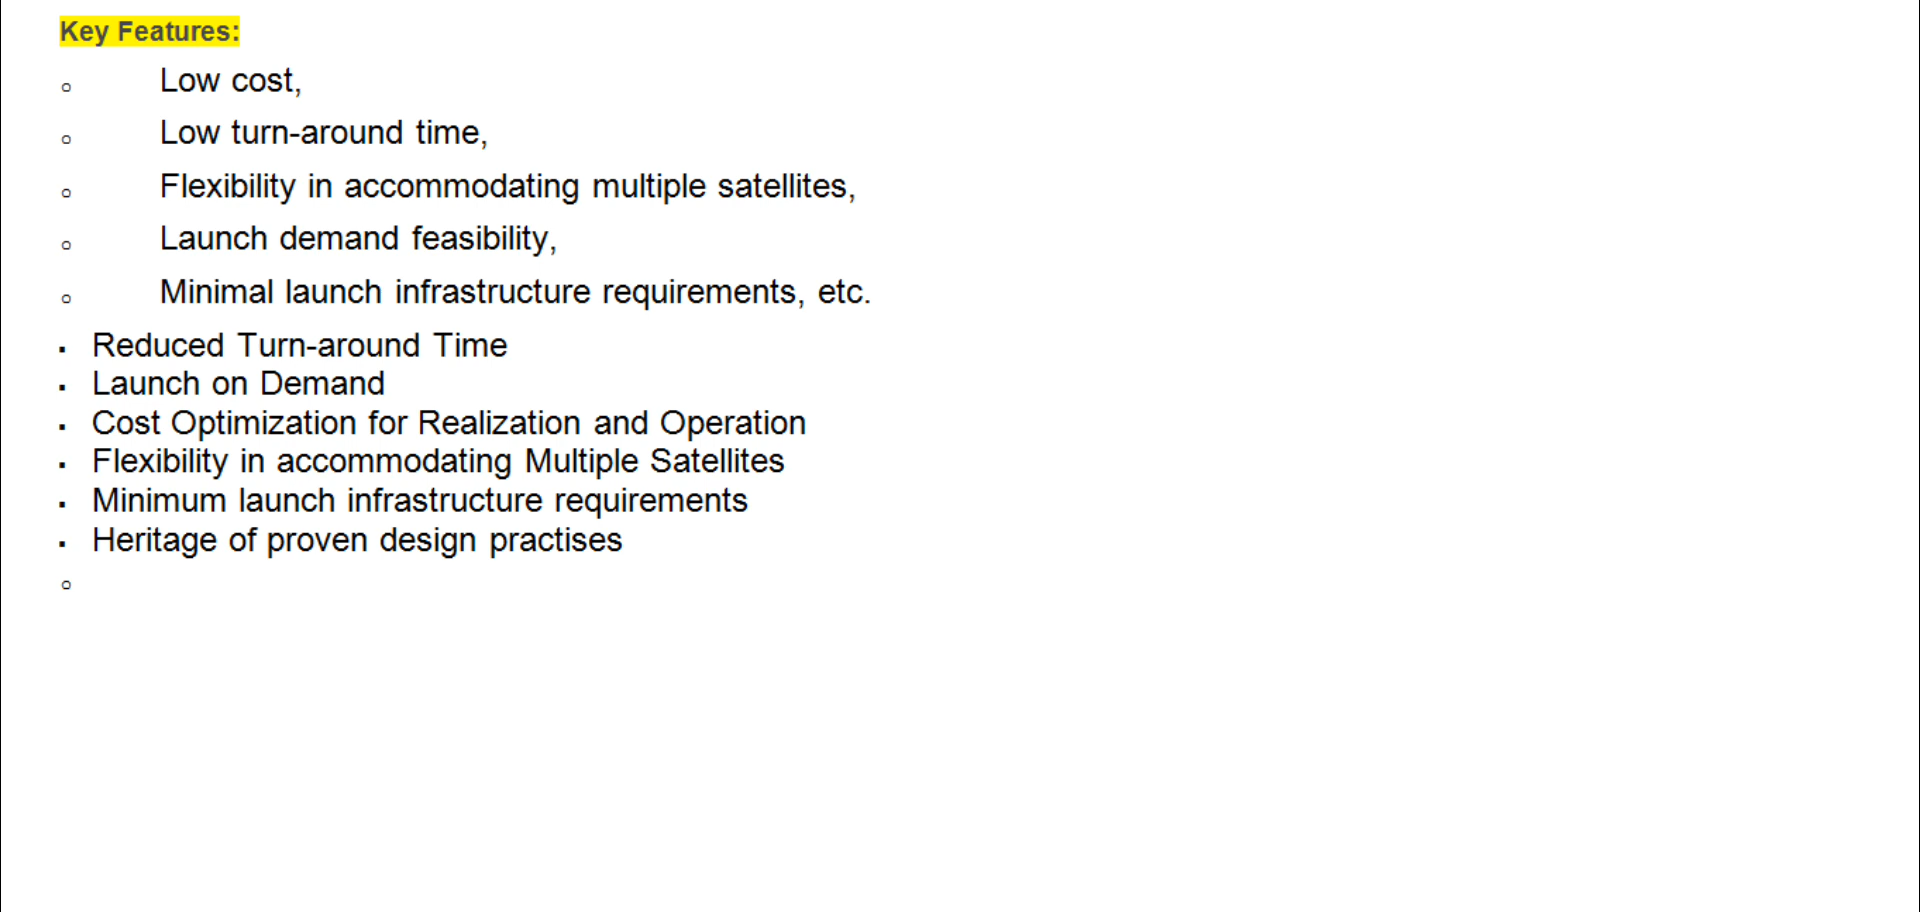 Key Features:
Low cost,
Low turn-around time,
Flexibility in accommodating multiple satellites,
Launch demand feasibility,
Minimal launch infrastructure requirements, etc.
Reduced Turn-around Time
Launch on Demand
Cost Optimization for Realization and Operation
Flexibility in accommodating Multiple Satellites
Minimum launch infrastructure requirements
Heritage of proven design practises